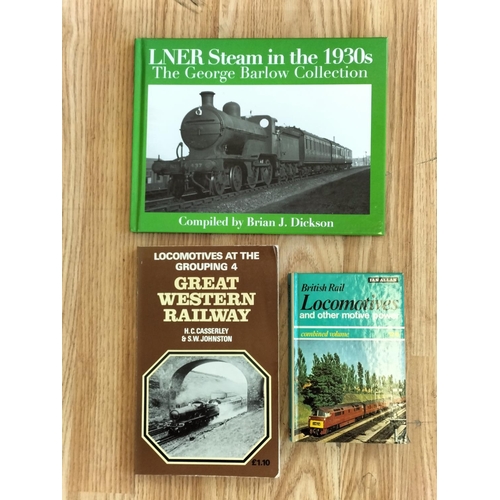 LNER Steam in the 1930s
The George Barlow Collection
Compiled by Brian J. Dickson
LOCOMOTIVES AT THE
GROUPING 4
GREAT
WESTERN
RAILWAY
H.C. CASSERLEY
& S.W. JOHNSTON
£1.10
IAN ALLAN
British Rail
Locomotives
and other motive power
combined volume